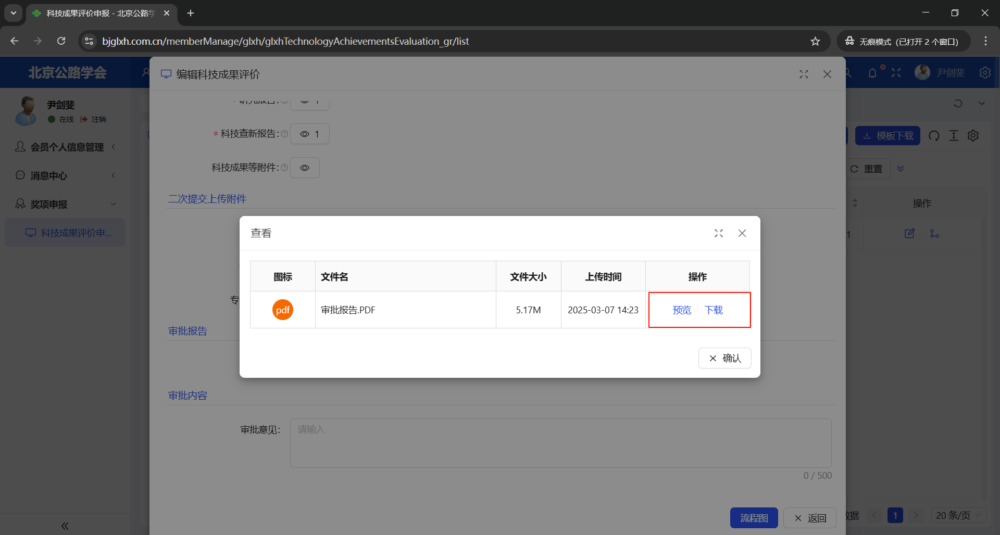 科技成果评价申报 - 北京公路学
bjglxh.com.cn/memberManage/glxh/glxhTechnologyAchievementsEvaluation_gr/list
无痕模式 (已打开 2 个窗口)
北京公路学会
编辑科技成果评价
尹剑斐
尹剑斐
在线 注销
研究报告: 1
* 科技查新报告: 1
模板下载
会员个人信息管理
科技成果等附件:
重置
消息中心
二次提交上传附件
奖项申报
操作
科技成果评价申...
1
查看
图标 文件名 文件大小 上传时间 操作
pdf 审批报告.PDF 5.17M 2025-03-07 14:23 预览 下载
专
审批报告
确认
审批内容
审批意见:
请输入
0 / 500
流程图 返回
数据 1 20 条/页